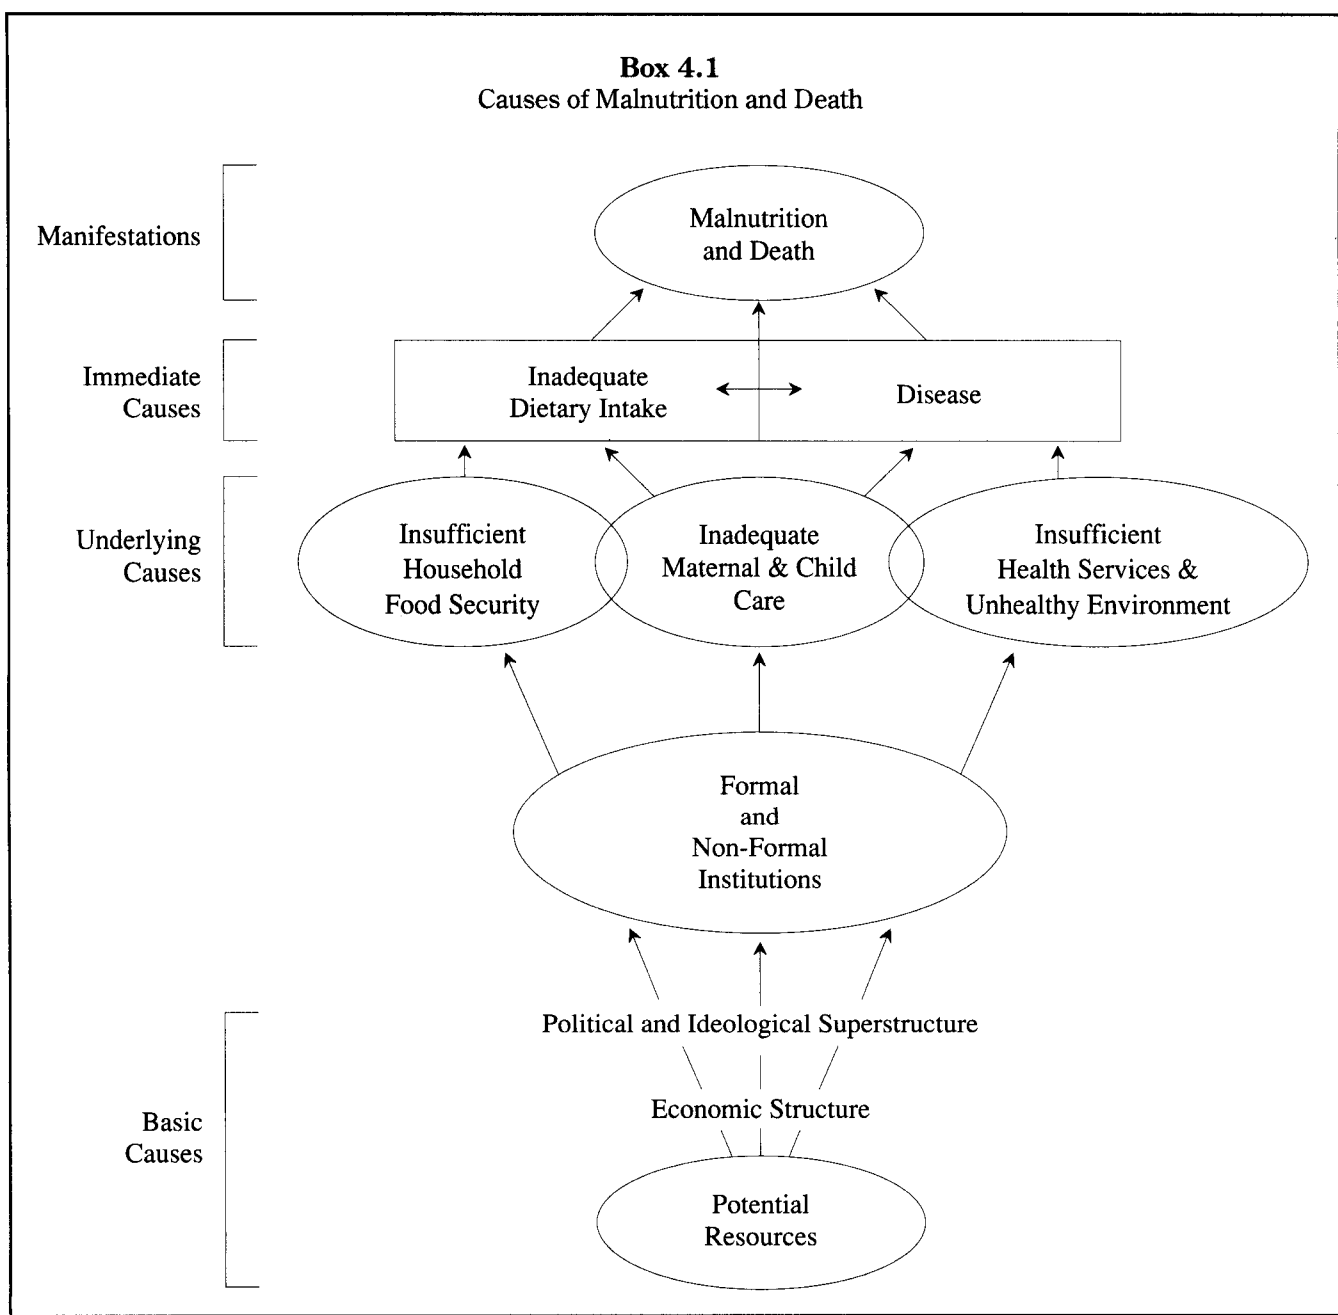 Box 4.1
Causes of Malnutrition and Death
Manifestations
Malnutrition
and Death
Immediate
Causes
Inadequate
Dietary Intake
Disease
Underlying
Causes
Insufficient
Household
Food Security
Inadequate
Maternal & Child
Care
Insufficient
Health Services &
Unhealthy Environment
Formal
and
Non-Formal
Institutions
Political and Ideological Superstructure
Economic Structure
Basic
Causes
Potential
Resources